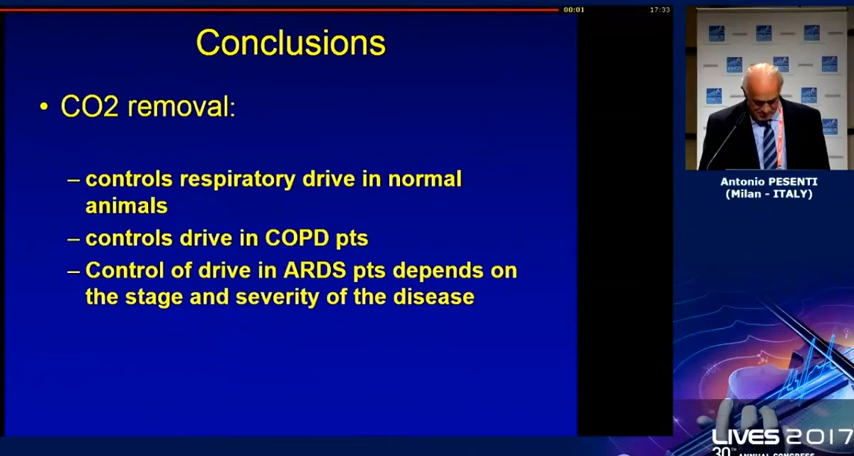 00:01
17:33
Conclusions
• CO2 removal:
– controls respiratory drive in normal
animals
– controls drive in COPD pts
– Control of drive in ARDS pts depends on
the stage and severity of the disease
Antonio PESENTI
(Milan - ITALY)
LIVES 2017
30TH ANNUAL CONGRESS